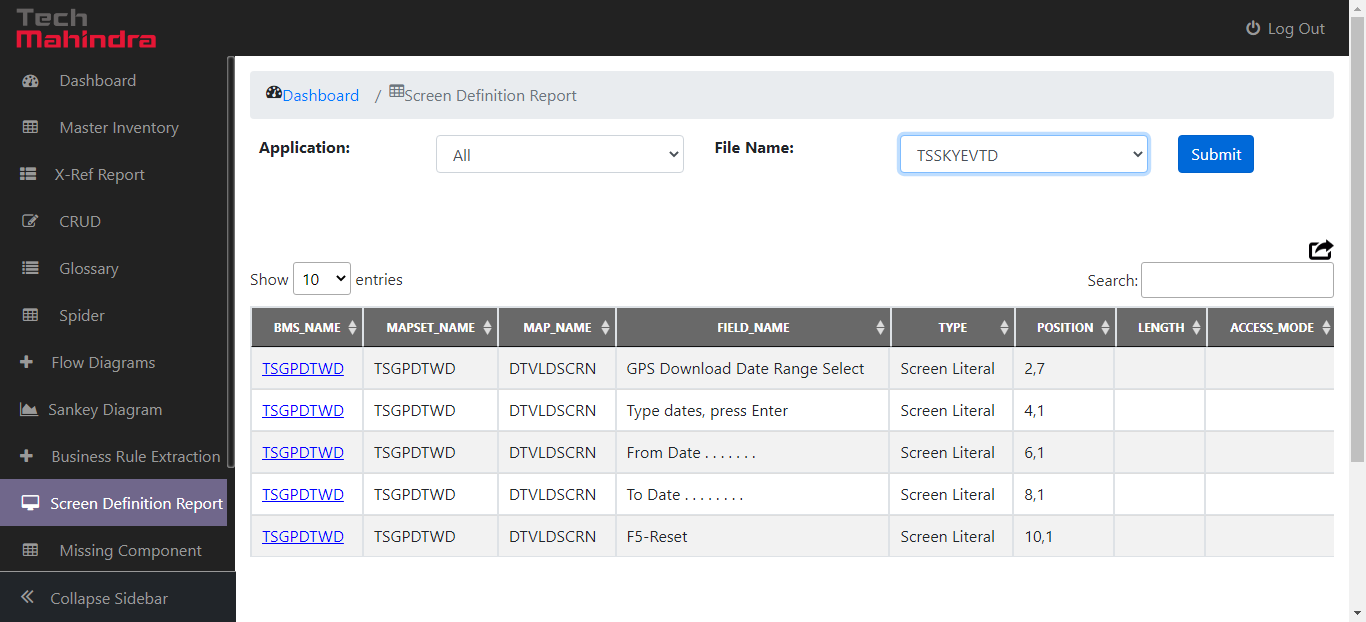 Tech
Mahindra
Log Out
Dashboard
Master Inventory
X-Ref Report
CRUD
Glossary
Spider
Flow Diagrams
Sankey Diagram
Business Rule Extraction
Screen Definition Report
Missing Component
Collapse Sidebar
Dashboard / Screen Definition Report
Application: All File Name: TSSKYEVTD Submit
Show 10 entries Search:
BMS_NAME MAPSET_NAME MAP_NAME FIELD_NAME TYPE POSITION LENGTH ACCESS_MODE
TSGPDTWD TSGPDTWD DTVLDSCRN GPS Download Date Range Select Screen Literal 2,7
TSGPDTWD TSGPDTWD DTVLDSCRN Type dates, press Enter Screen Literal 4,1
TSGPDTWD TSGPDTWD DTVLDSCRN From Date . . . . . . . Screen Literal 6,1
TSGPDTWD TSGPDTWD DTVLDSCRN To Date . . . . . . . . Screen Literal 8,1
TSGPDTWD TSGPDTWD DTVLDSCRN F5-Reset Screen Literal 10,1